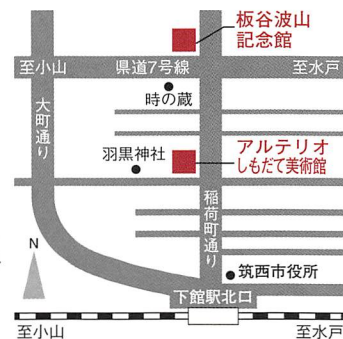 板谷波山
記念館
至小山
県道7号線
至水戸
時の蔵
大町通り
羽黒神社
アルテリオ
しもだて美術館
稲荷町通り
N
筑西市役所
下館駅北口
至小山
至水戸